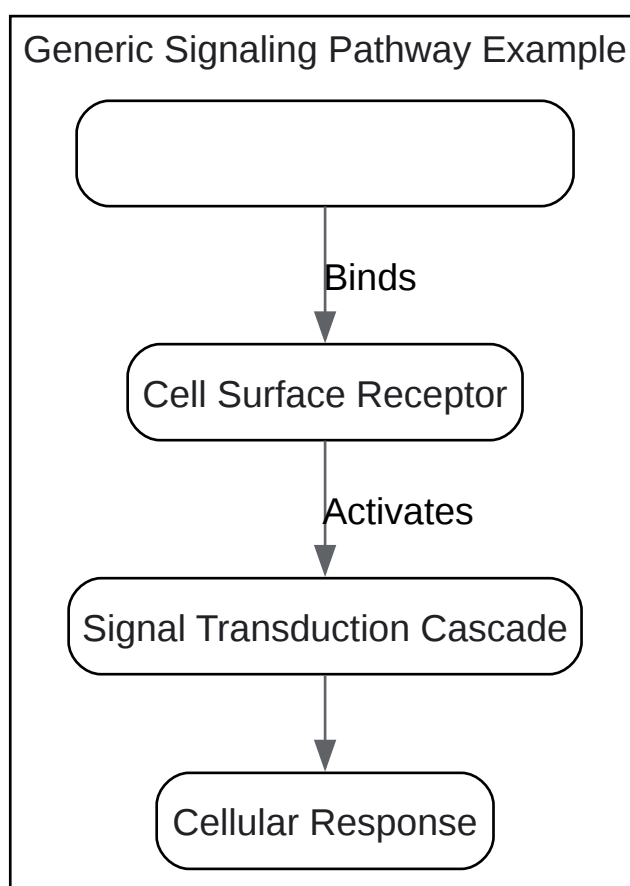 Generic Signaling Pathway Example
Binds
Cell Surface Receptor
Activates
Signal Transduction Cascade
Cellular Response